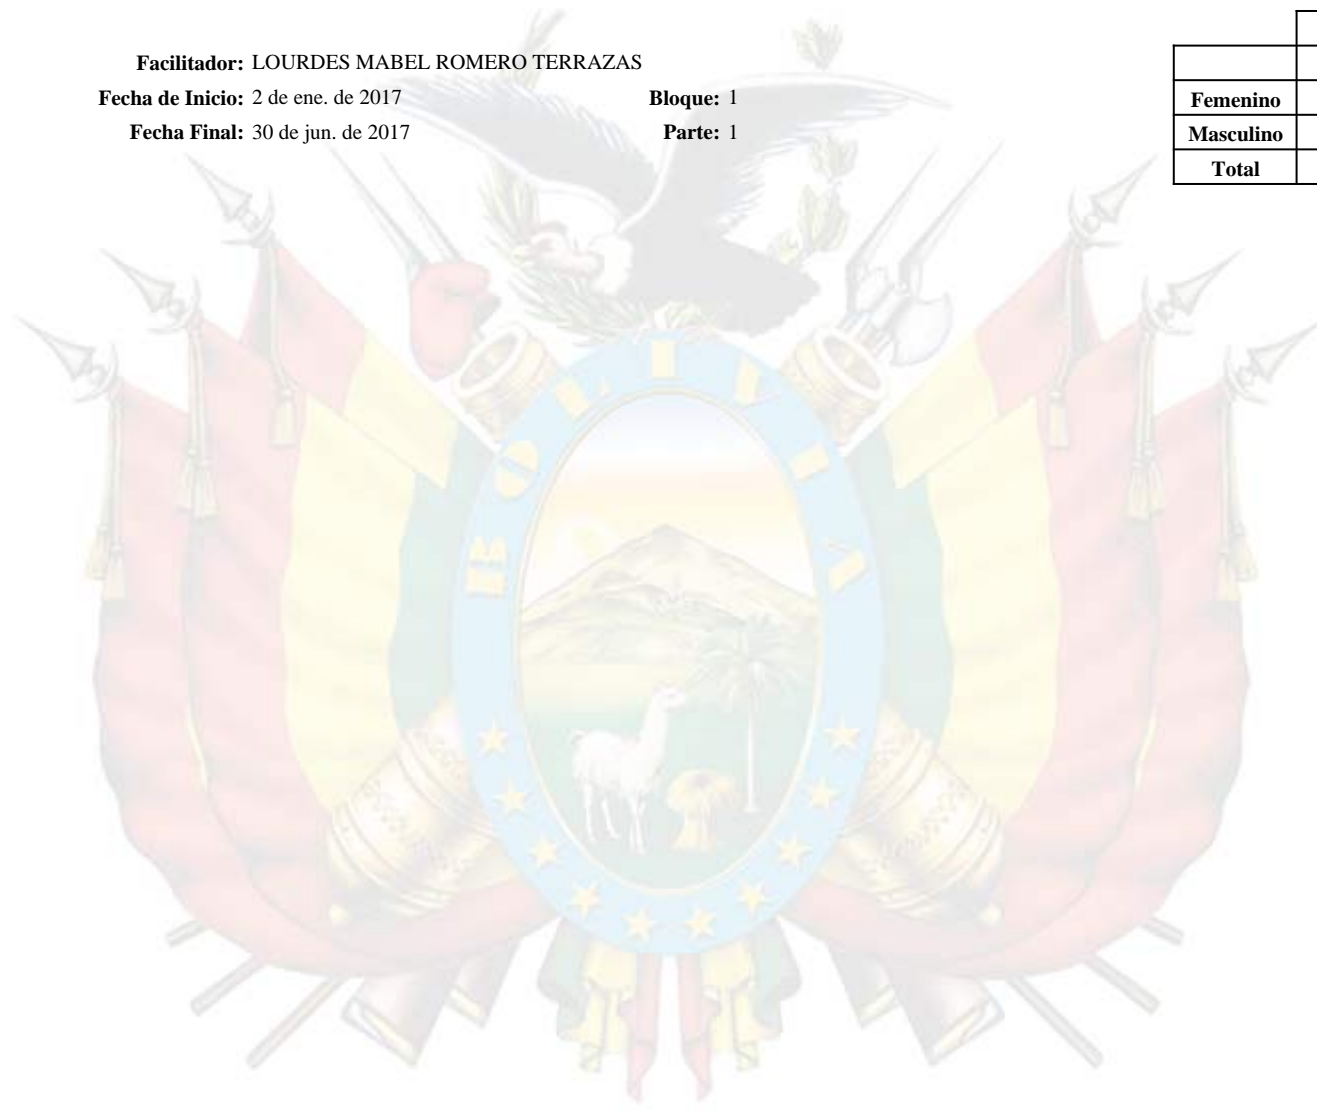 Facilitador: LOURDES MABEL ROMERO TERRAZAS
Fecha de Inicio: 2 de ene. de 2017 Bloque: 1
Fecha Final: 30 de jun. de 2017 Parte: 1
Femenino
Masculino
Total
BOLIVIA